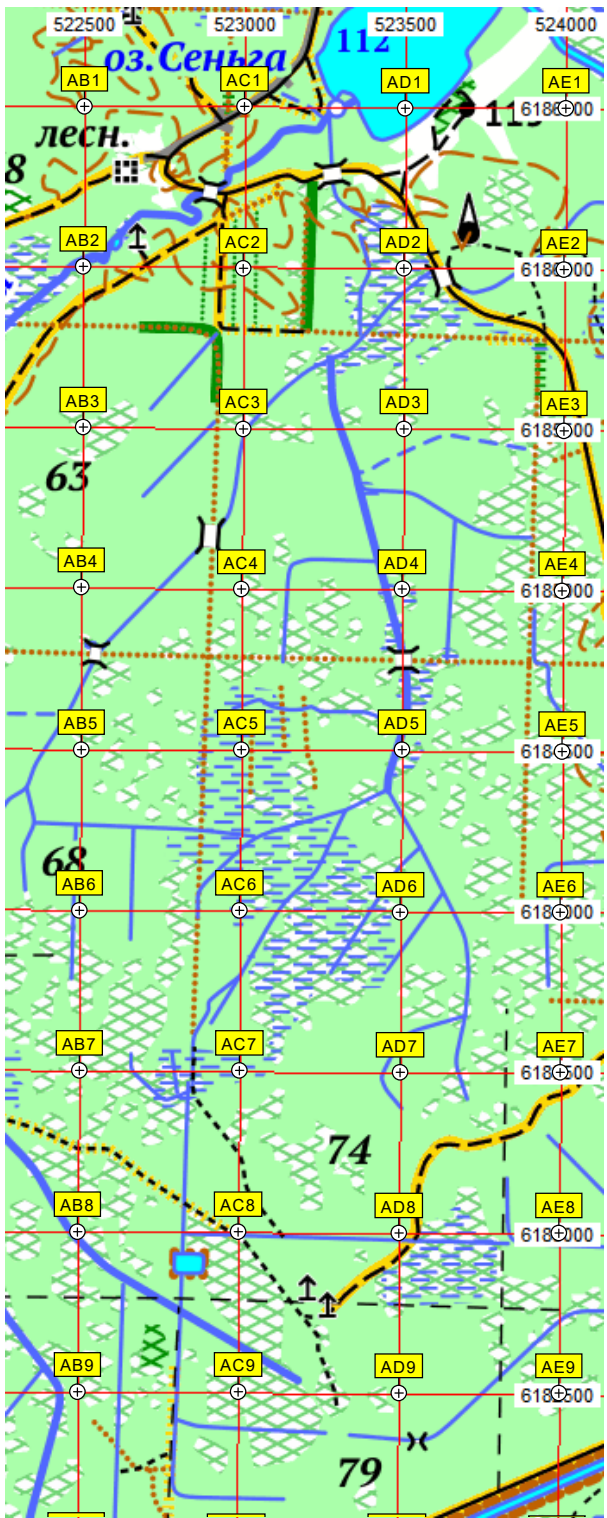 522500 523000 523500 524000
112
оз.Сеньга
AB1 AC1 AD1 AE1
лесн.
8
AB2 AC2 AD2 AE2
AB3 AC3 AD3 AE3
63
AB4 AC4 AD4 AE4
AB5 AC5 AD5 AE5
68
AB6 AC6 AD6 AE6
AB7 AC7 AD7 AE7
74
AB8 AC8 AD8 AE8
AB9 AC9 AD9 AE9
79